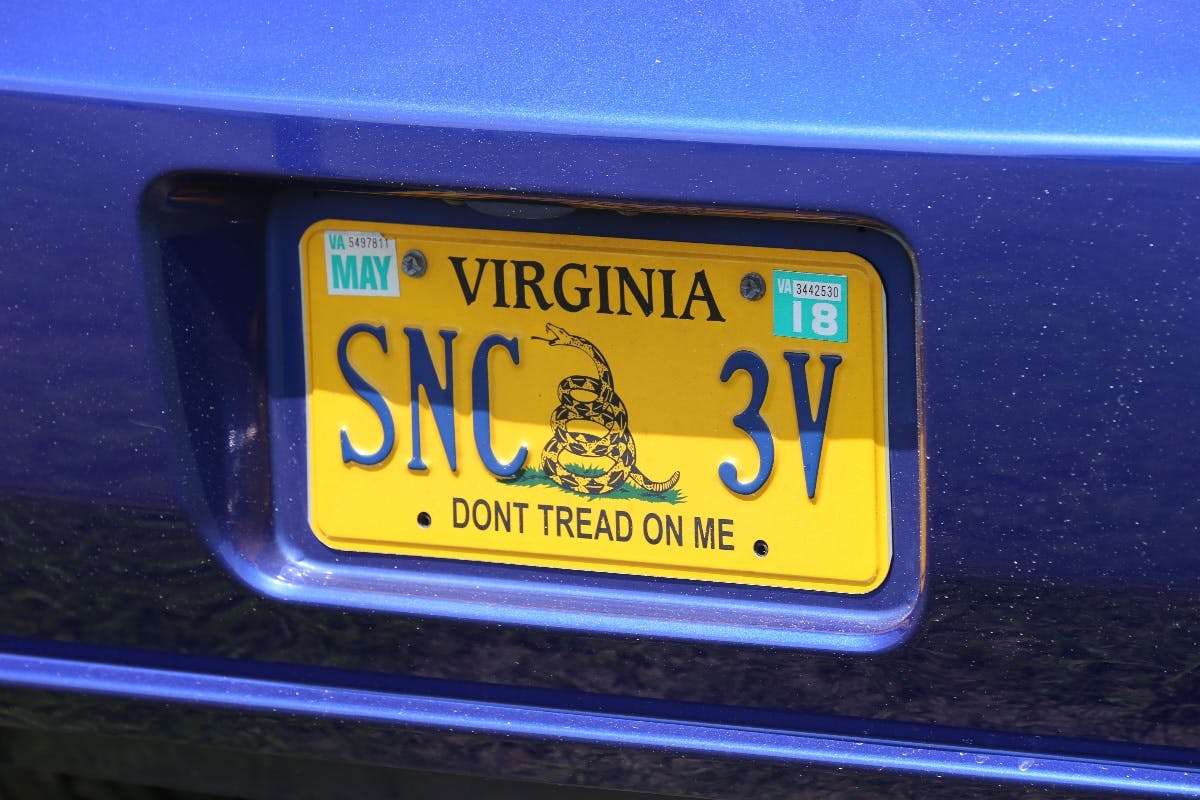 VA 5497811
MAY
VIRGINIA
VA 3442530
18
SNC 3V
DONT TREAD ON ME